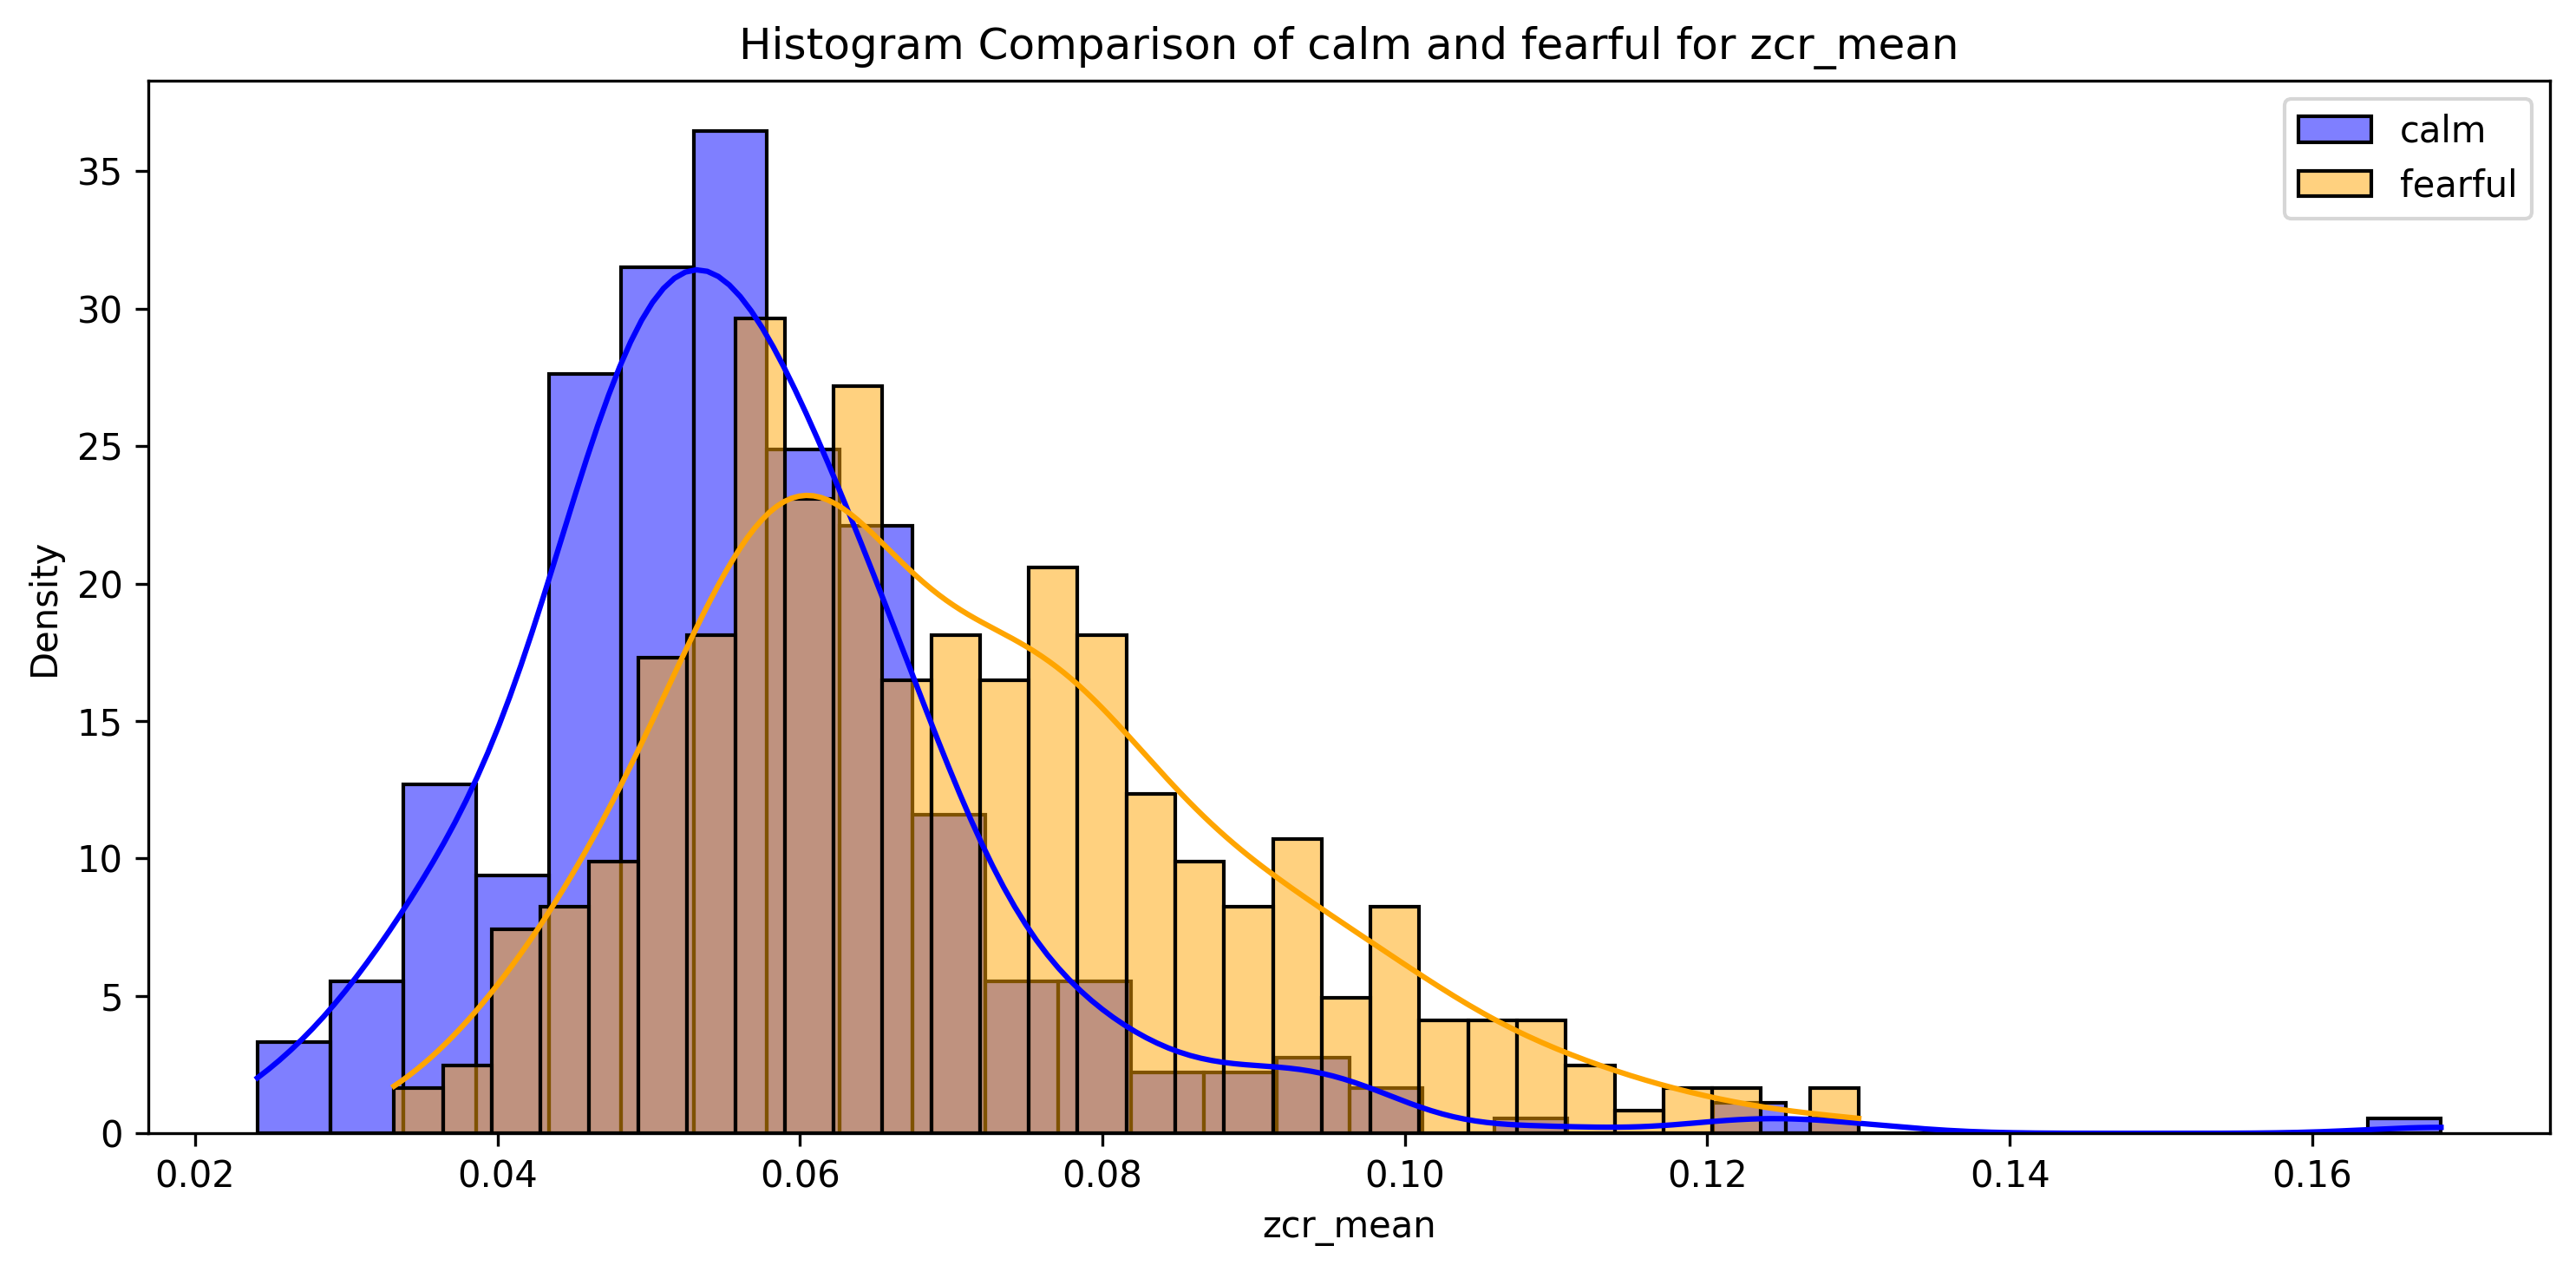 Histogram Comparison of calm and fearful for zcr_mean
calm
fearful
35
30
25
20
15
10
5
0
Density
0.02 0.04 0.06 0.08 0.10 0.12 0.14 0.16
zcr_mean